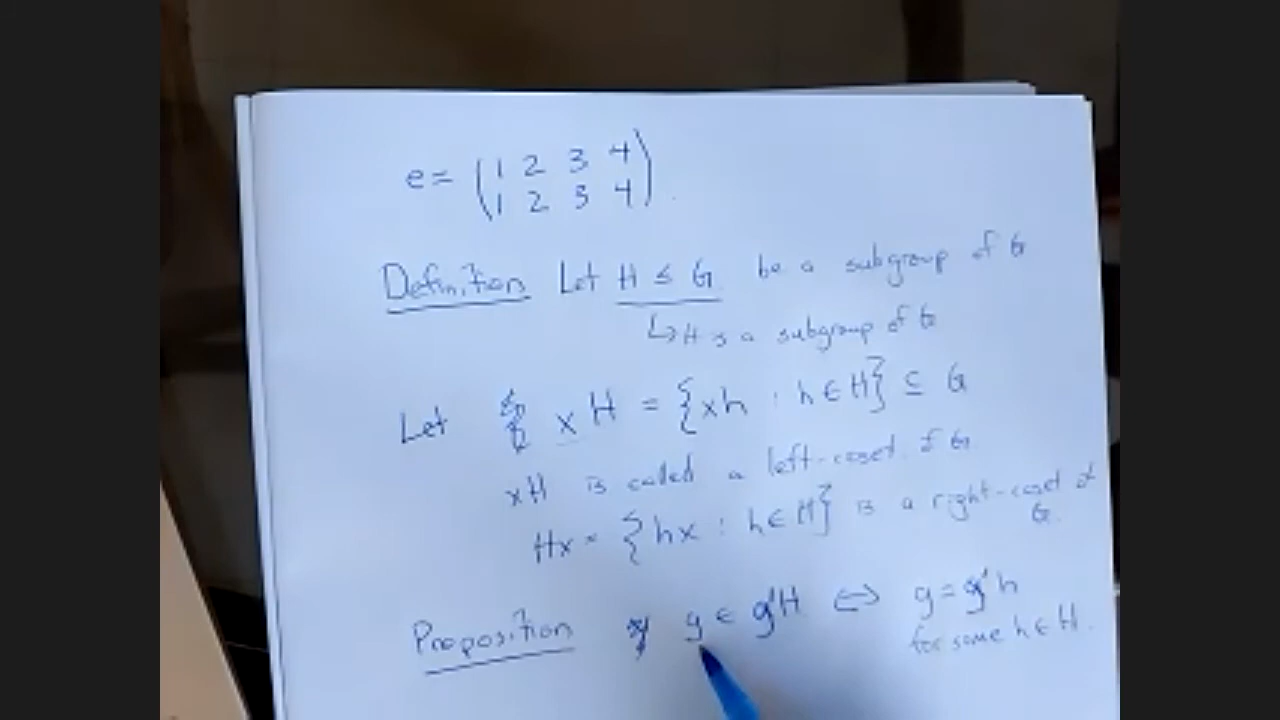 e = ( 1 2 3 4
1 2 3 4 ) .
Definition Let H ≤ G be a subgroup of G
↳ H is a subgroup of G
Let xH = {xh : h ∈ H} ⊆ G
xH is called a left-coset of G
Hx = {hx : h ∈ H} is a right-coset of
G.
Proposition g ∈ g'H ⟺ g = g'h
for some h ∈ H.